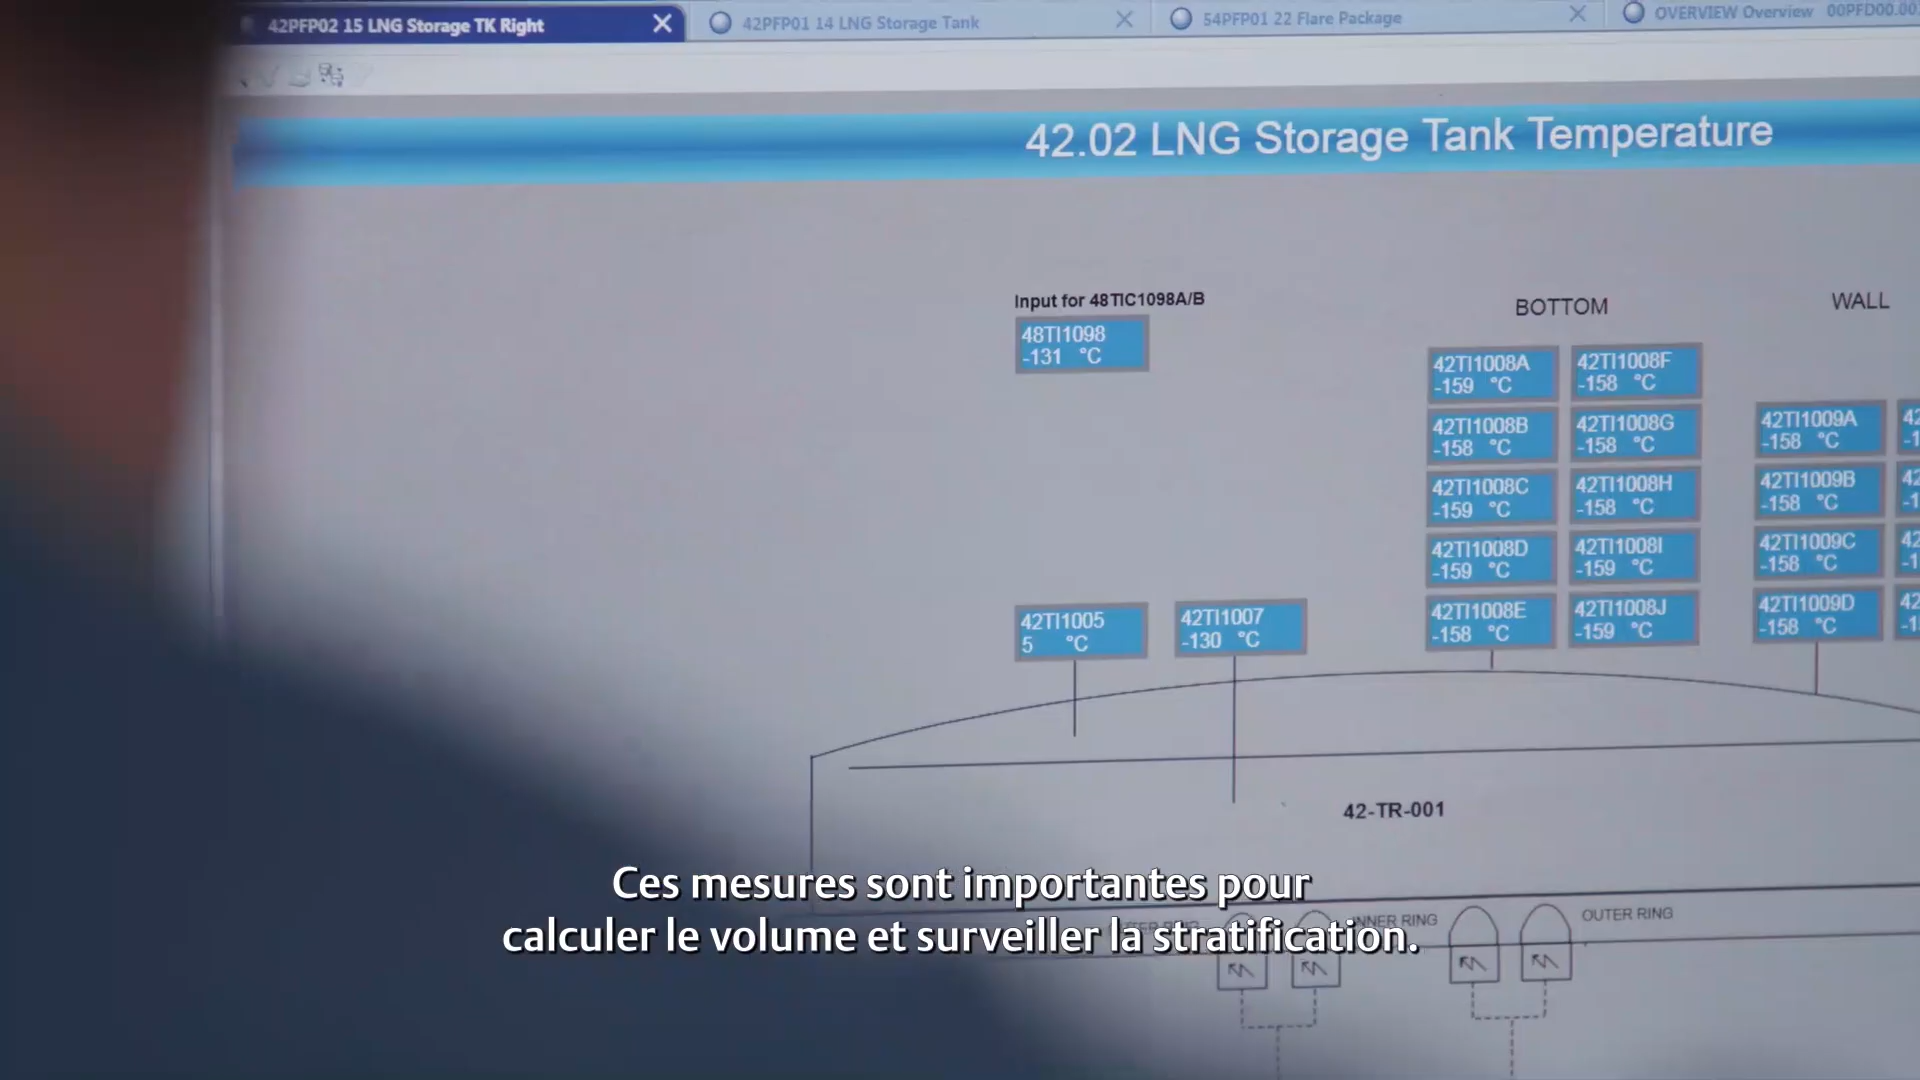 42PFP02 15 LNG Storage TK Right
42PFP01 14 LNG Storage Tank
54PFP01 22 Flare Package
OVERVIEW Overview 00PFD00.00
42.02 LNG Storage Tank Temperature
Input for 48TIC1098A/B
48TI1098
-131 °C
BOTTOM
WALL
42TI1008A
-159 °C
42TI1008F
-158 °C
42TI1008B
-158 °C
42TI1008G
-158 °C
42TI1008C
-159 °C
42TI1008H
-158 °C
42TI1008D
-159 °C
42TI1008I
-159 °C
42TI1008E
-158 °C
42TI1008J
-159 °C
42TI1009A
-158 °C
42TI1009B
-158 °C
42TI1009C
-158 °C
42TI1009D
-158 °C
42TI1005
5 °C
42TI1007
-130 °C
42-TR-001
Ces mesures sont importantes pour
calculer le volume et surveiller la stratification.
INNER RING
OUTER RING